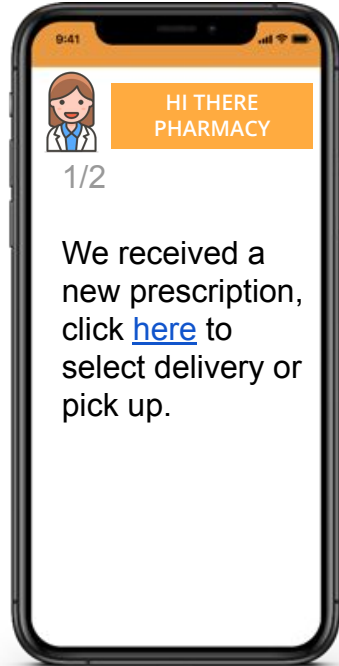 9:41
HI THERE
PHARMACY
1/2
We received a
new prescription,
click here to
select delivery or
pick up.